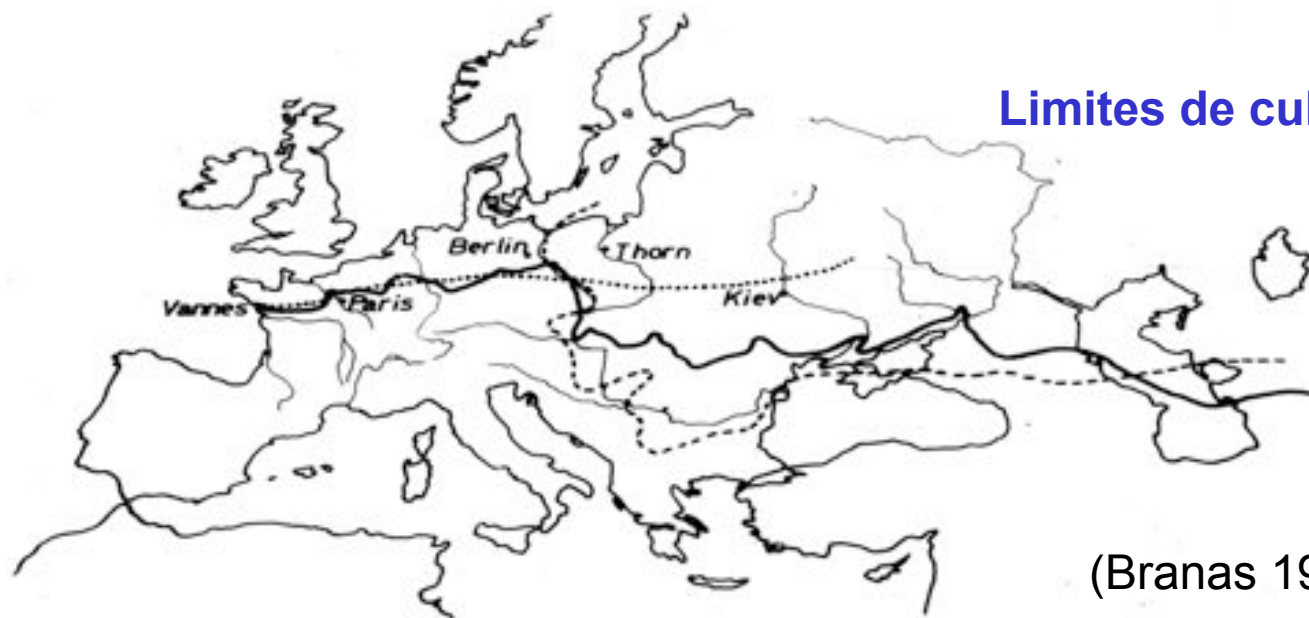 Limites de cul
Berlin
Thorn
Vannes
Paris
Kiev
(Branas 19